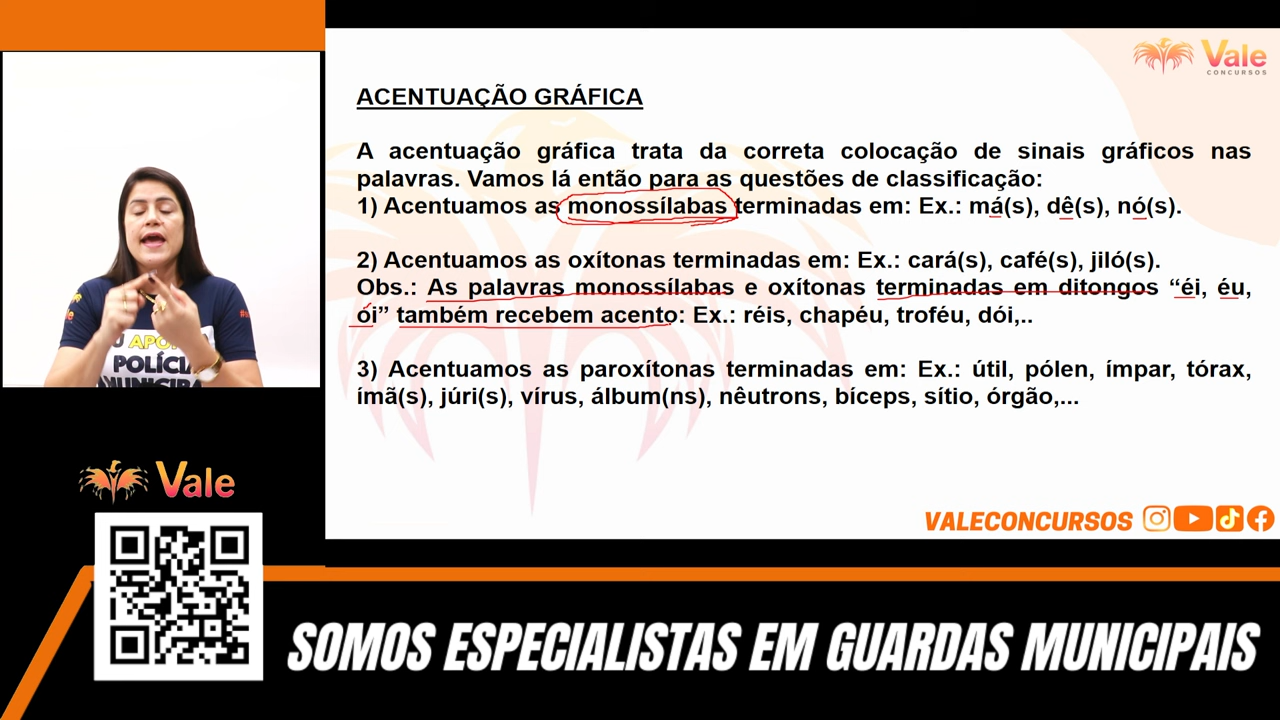 Vale
CONCURSOS
ACENTUAÇÃO GRÁFICA
A acentuação gráfica trata da correta colocação de sinais gráficos nas
palavras. Vamos lá então para as questões de classificação:
1) Acentuamos as monossílabas terminadas em: Ex.: má(s), dê(s), nó(s).
2) Acentuamos as oxítonas terminadas em: Ex.: cará(s), café(s), jiló(s).
Obs.: As palavras monossílabas e oxítonas terminadas em ditongos “éi, éu,
ói” também recebem acento: Ex.: réis, chapéu, troféu, dói,..
3) Acentuamos as paroxítonas terminadas em: Ex.: útil, pólen, ímpar, tórax,
ímã(s), júri(s), vírus, álbum(ns), nêutrons, bíceps, sítio, órgão,...
POLÍCIA
Vale
VALECONCURSOS
SOMOS ESPECIALISTAS EM GUARDAS MUNICIPAIS